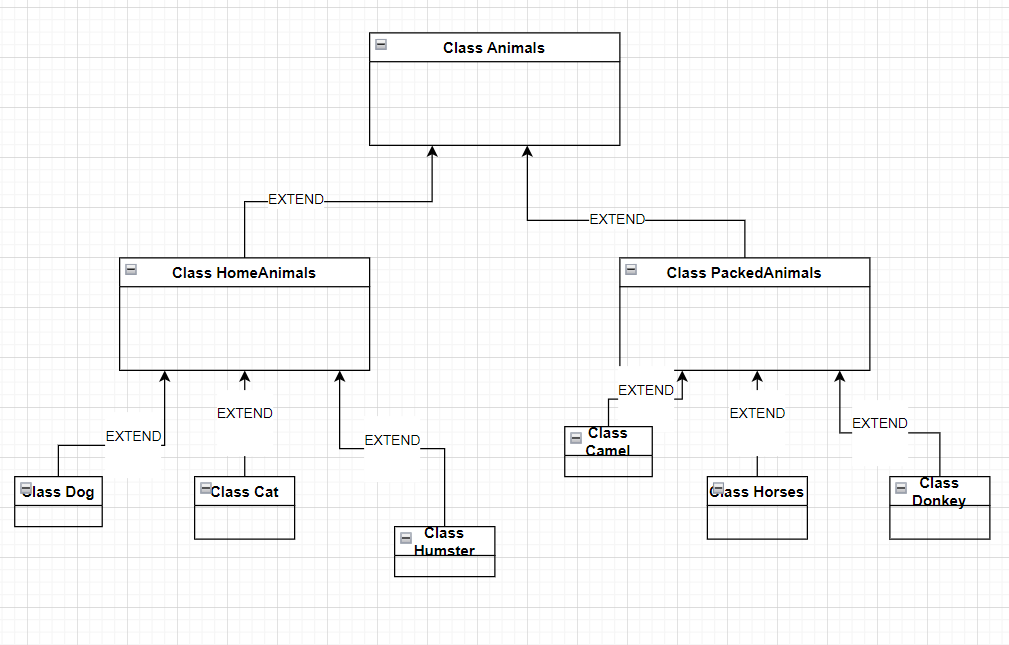 Class Animals
EXTEND
EXTEND
Class HomeAnimals
Class PackedAnimals
EXTEND
EXTEND
EXTEND
EXTEND
EXTEND
EXTEND
Class
Camel
Class Dog
Class Cat
Class Horses
Class
Donkey
Class
Humster